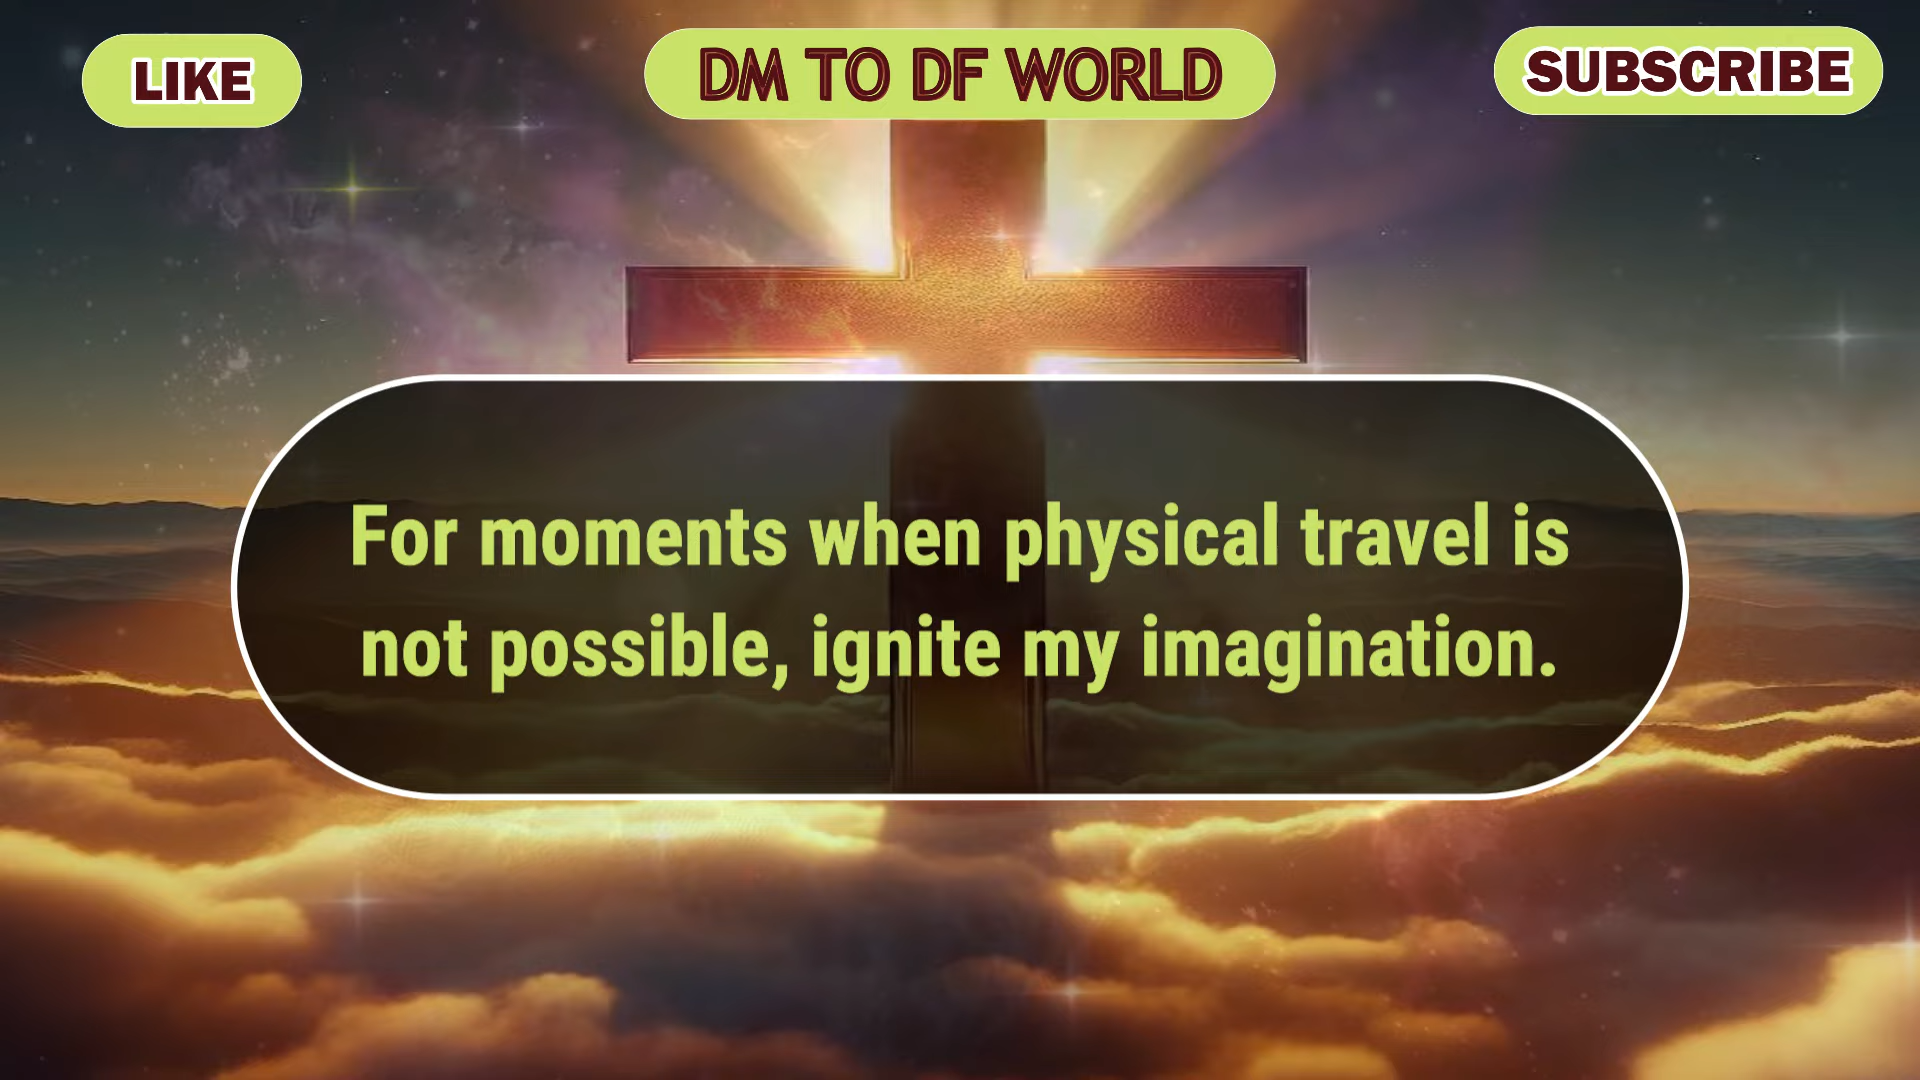 LIKE
DM TO DF WORLD
SUBSCRIBE
For moments when physical travel is
not possible, ignite my imagination.